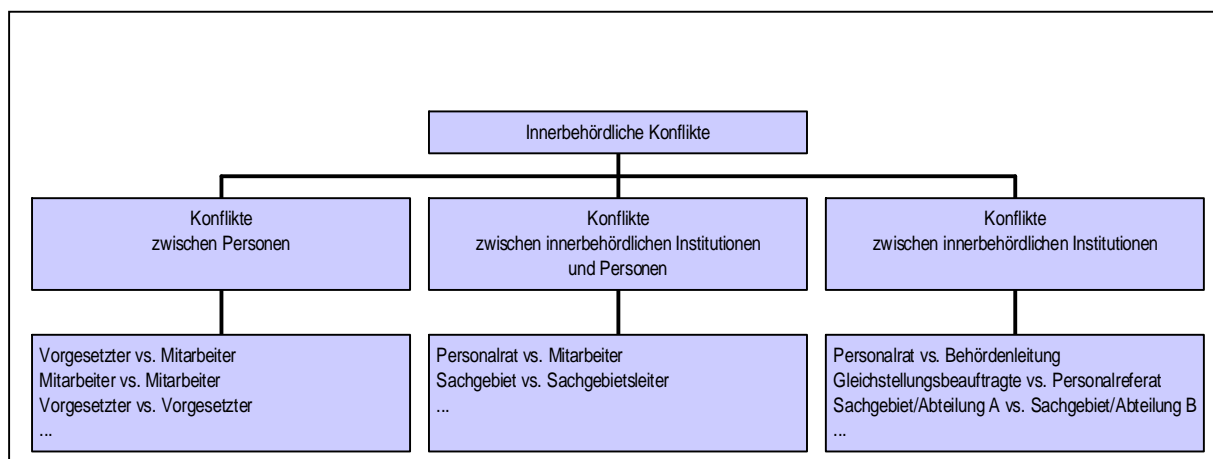 Innerbehördliche Konflikte
Konflikte
zwischen Personen
Konflikte
zwischen innerbehördlichen Institutionen
und Personen
Konflikte
zwischen innerbehördlichen Institutionen
Vorgesetzter vs. Mitarbeiter
Mitarbeiter vs. Mitarbeiter
Vorgesetzter vs. Vorgesetzter
...
Personalrat vs. Mitarbeiter
Sachgebiet vs. Sachgebietsleiter
...
Personalrat vs. Behördenleitung
Gleichstellungsbeauftragte vs. Personalreferat
Sachgebiet/Abteilung A vs. Sachgebiet/Abteilung B
...